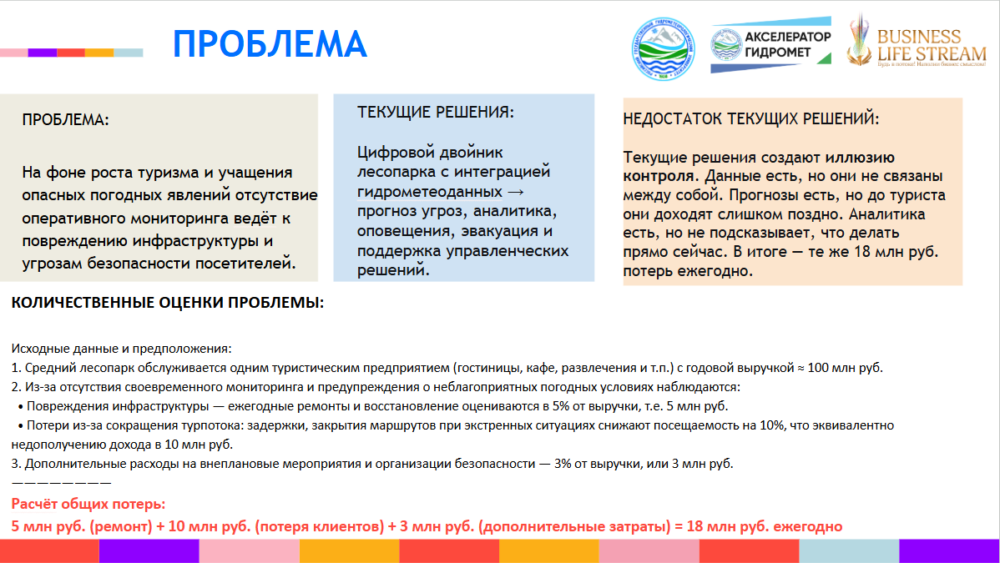 ПРОБЛЕМА
АКСЕЛЕРАТОР
ГИДРОМЕТ
BUSINESS
LIFE STREAM
Будь в потоке! Наполни бизнес смыслом!
ПРОБЛЕМА:
На фоне роста туризма и учащения
опасных погодных явлений отсутствие
оперативного мониторинга ведёт к
повреждению инфраструктуры и
угрозам безопасности посетителей.
ТЕКУЩИЕ РЕШЕНИЯ:
Цифровой двойник
лесопарка с интеграцией
гидрометеоданных →
прогноз угроз, аналитика,
оповещения, эвакуация и
поддержка управленческих
решений.
НЕДОСТАТОК ТЕКУЩИХ РЕШЕНИЙ:
Текущие решения создают иллюзию
контроля. Данные есть, но они не связаны
между собой. Прогнозы есть, но до туриста
они доходят слишком поздно. Аналитика
есть, но не подсказывает, что делать
прямо сейчас. В итоге — те же 18 млн руб.
потерь ежегодно.
КОЛИЧЕСТВЕННЫЕ ОЦЕНКИ ПРОБЛЕМЫ:
Исходные данные и предположения:
1. Средний лесопарк обслуживается одним туристическим предприятием (гостиницы, кафе, развлечения и т.п.) с годовой выручкой ≈ 100 млн руб.
2. Из-за отсутствия своевременного мониторинга и предупреждения о неблагоприятных погодных условиях наблюдаются:
• Повреждения инфраструктуры — ежегодные ремонты и восстановление оцениваются в 5% от выручки, т.е. 5 млн руб.
• Потери из-за сокращения турпотока: задержки, закрытия маршрутов при экстренных ситуациях снижают посещаемость на 10%, что эквивалентно
недополучению дохода в 10 млн руб.
3. Дополнительные расходы на внеплановые мероприятия и организации безопасности — 3% от выручки, или 3 млн руб.
————————
Расчёт общих потерь:
5 млн руб. (ремонт) + 10 млн руб. (потеря клиентов) + 3 млн руб. (дополнительные затраты) = 18 млн руб. ежегодно